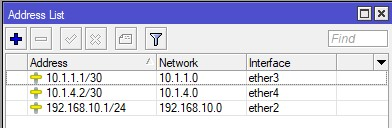 Address List
Find
Address Network Interface
10.1.1.1/30 10.1.1.0 ether3
10.1.4.2/30 10.1.4.0 ether4
192.168.10.1/24 192.168.10.0 ether2